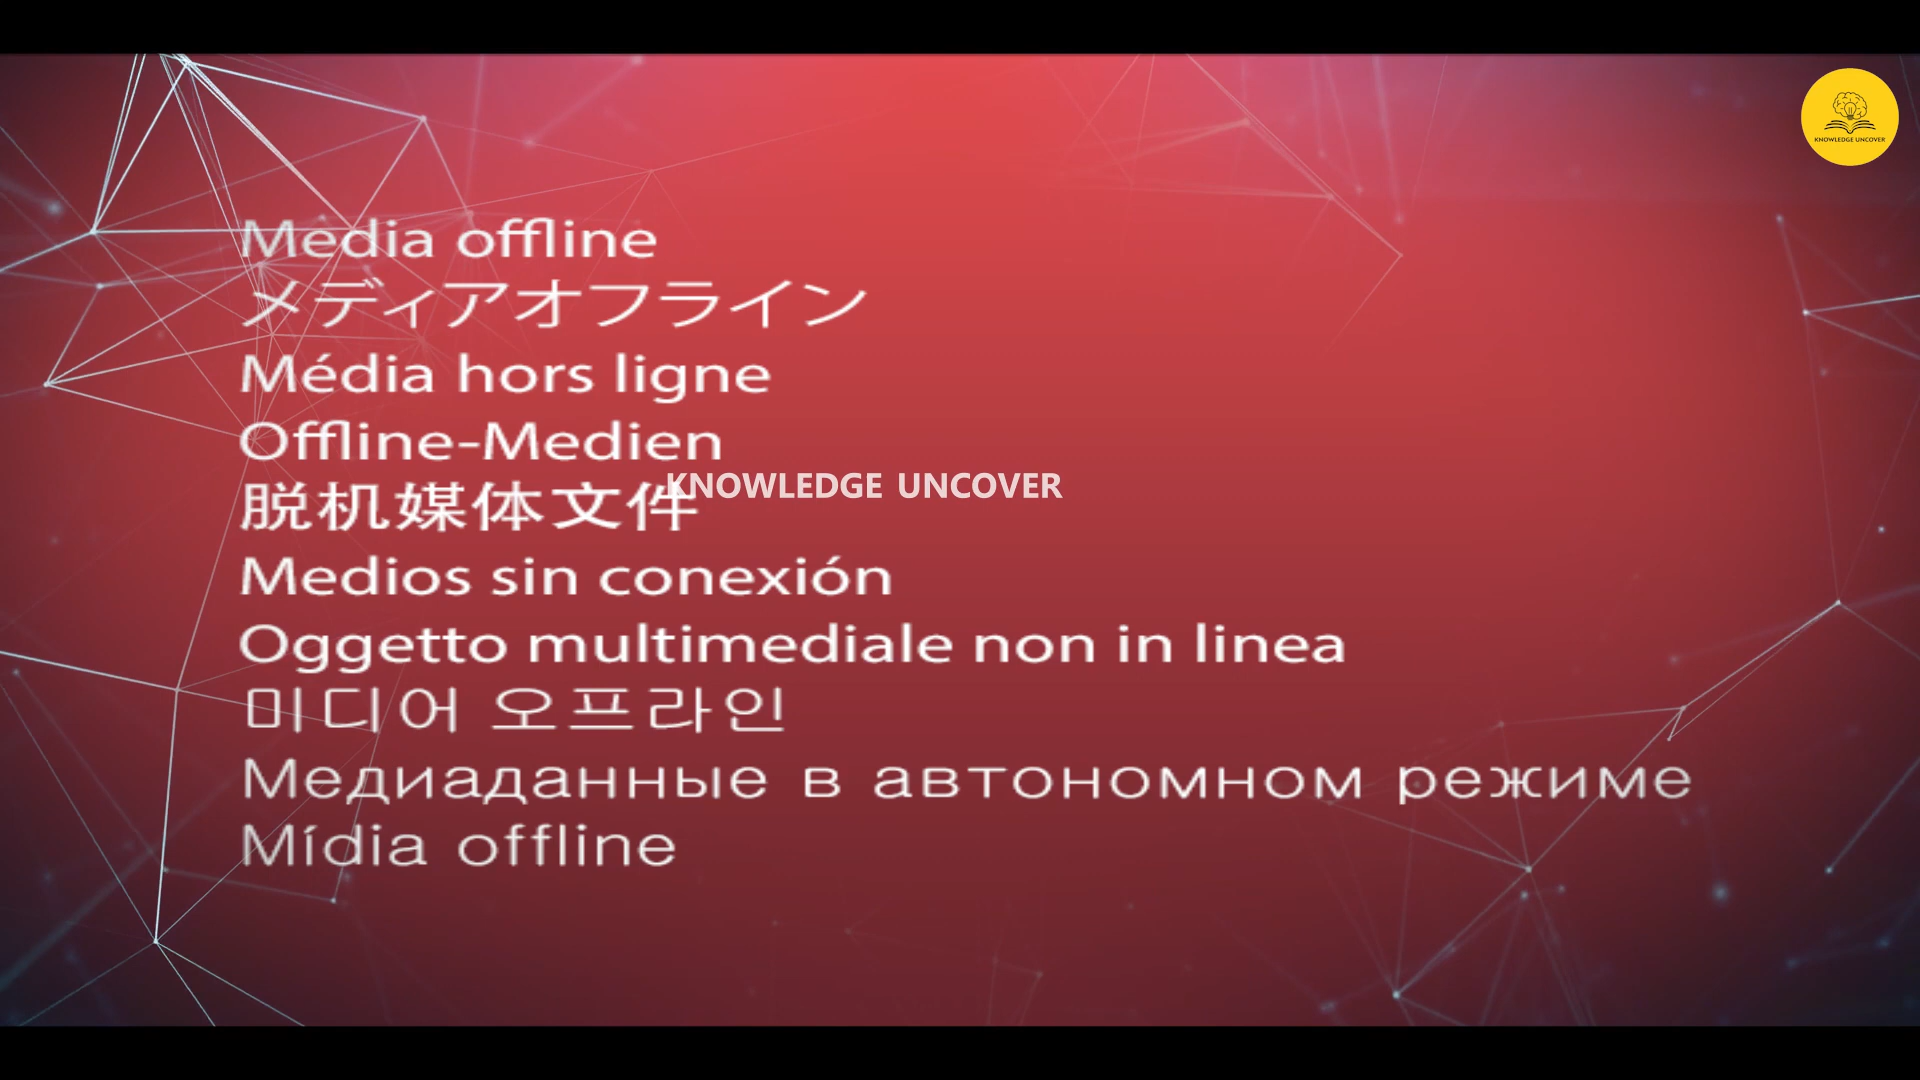 KNOWLEDGE UNCOVER
Media offline
メディアオフライン
Média hors ligne
Offline-Medien
脱机媒体文件
KNOWLEDGE UNCOVER
Medios sin conexión
Oggetto multimediale non in linea
미디어 오프라인
Медиаданные в автономном режиме
Mídia offline